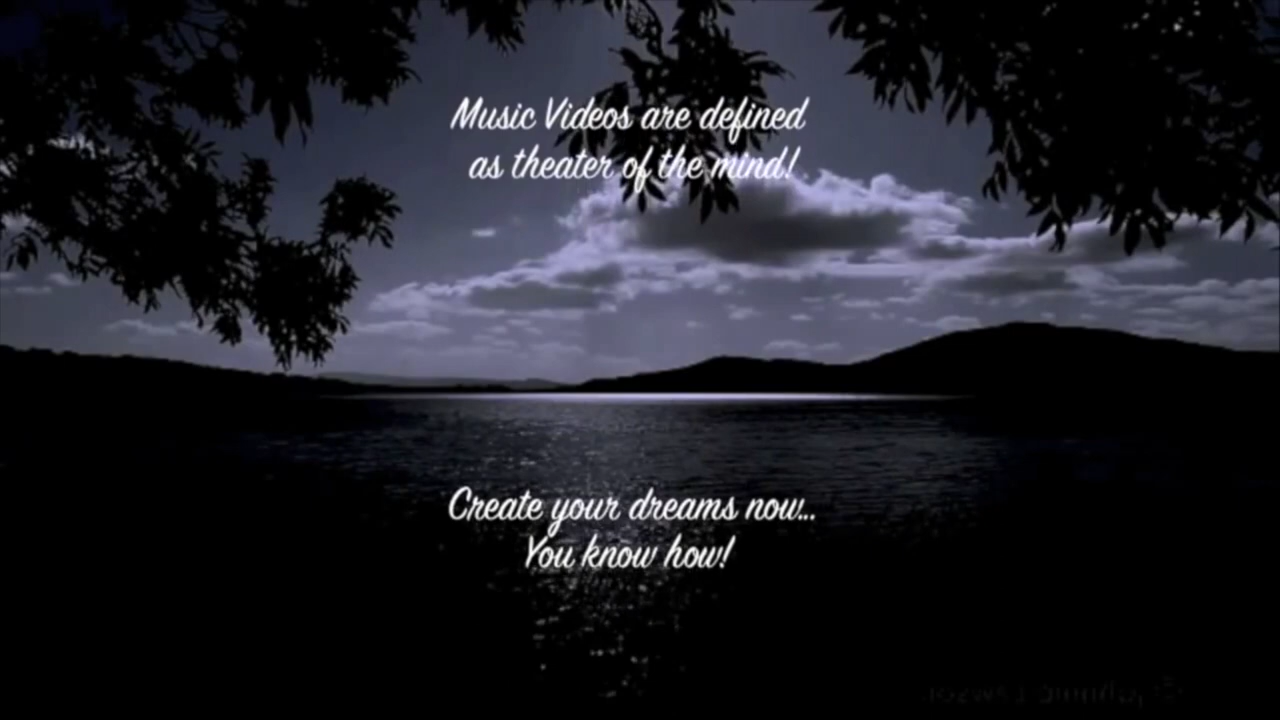 Music Videos are defined
as theater of the mind!
Create your dreams now...
You know how!